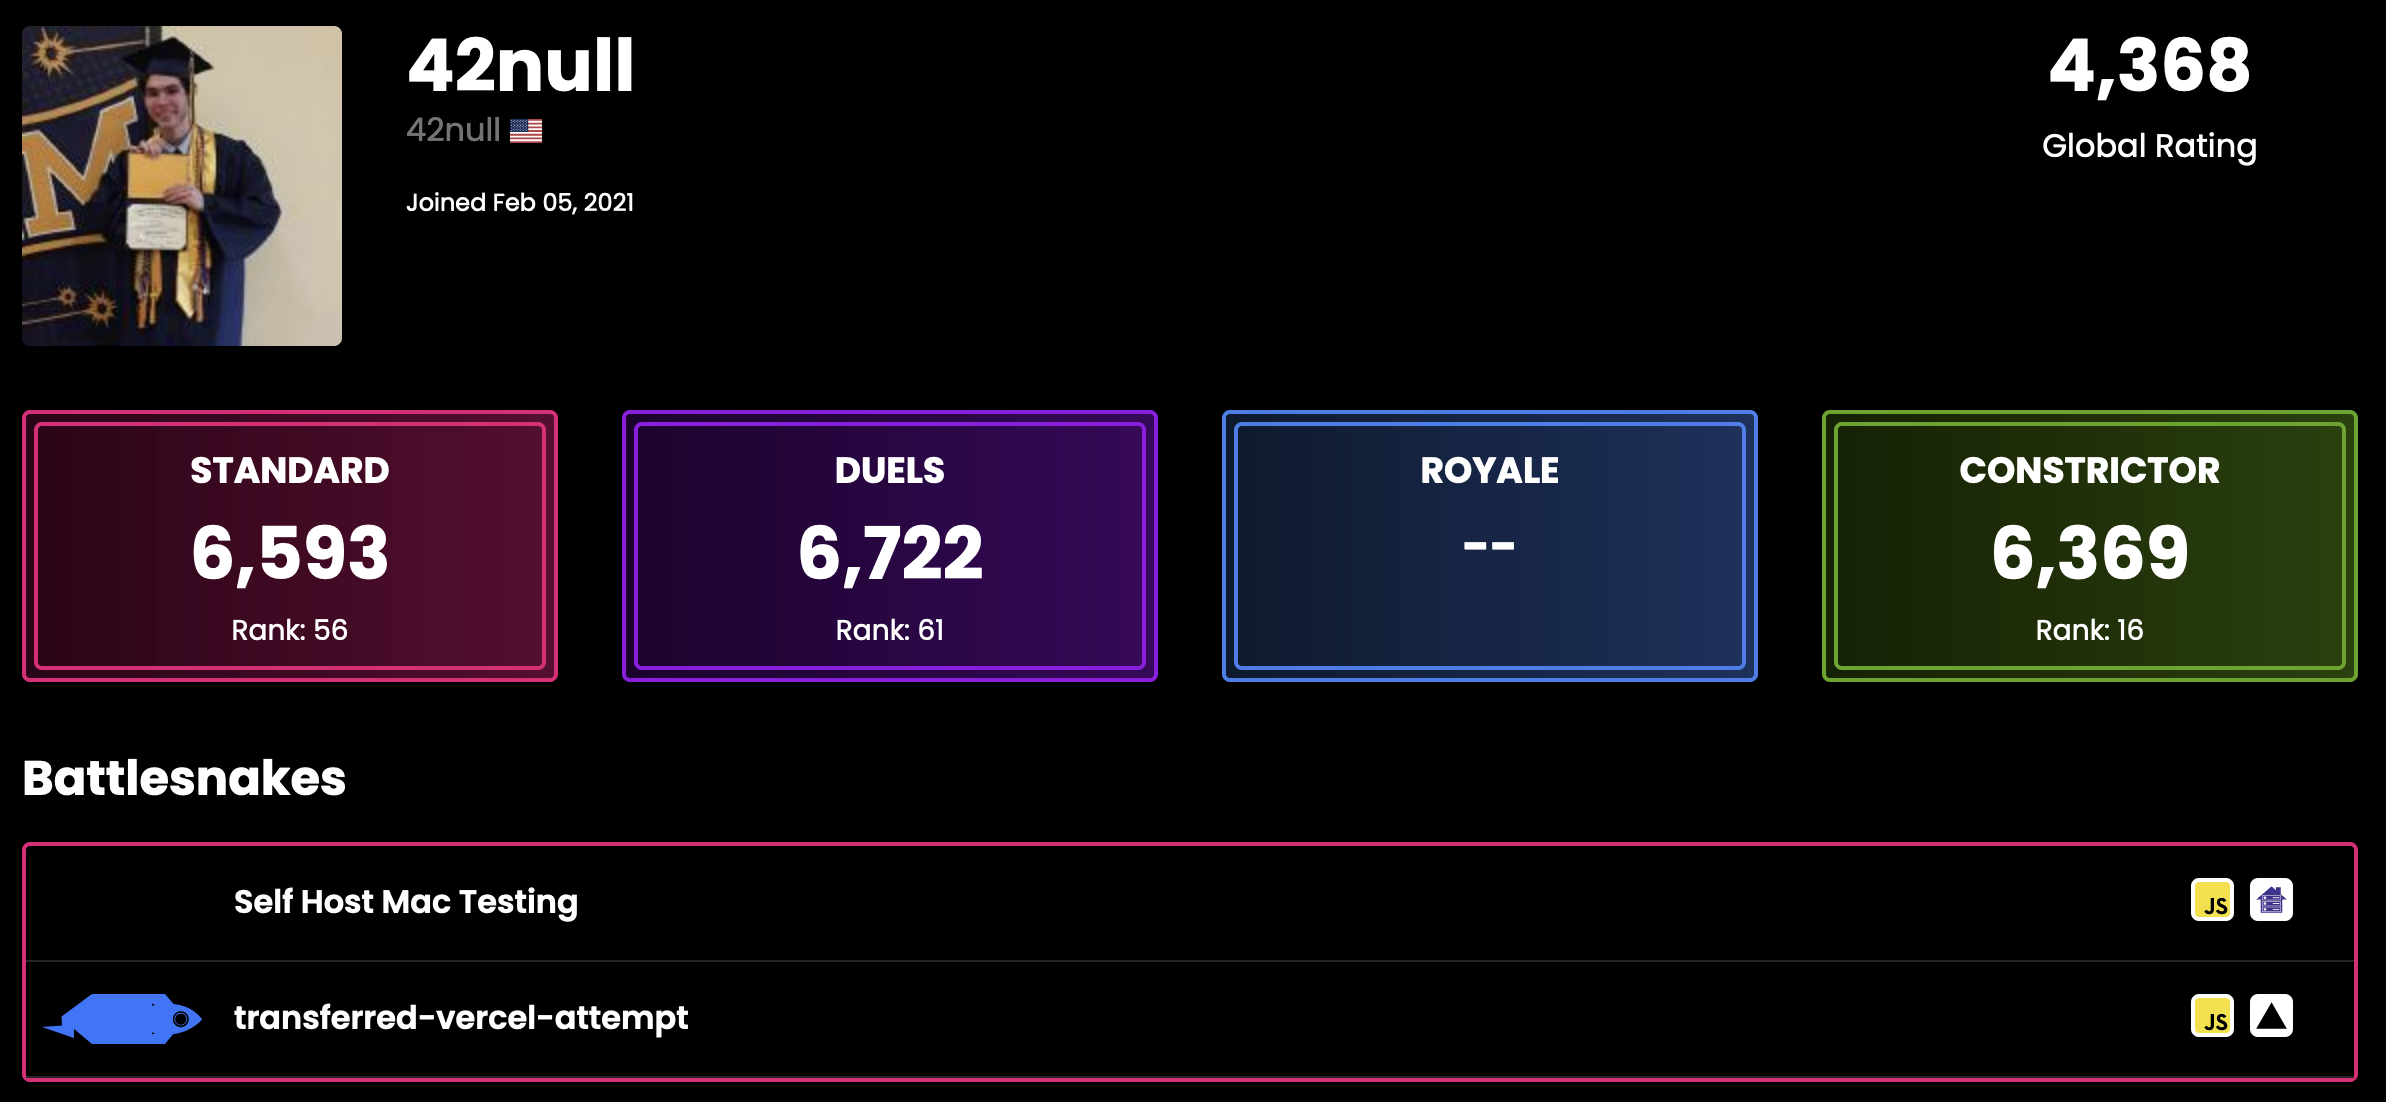 42null
42null
Joined Feb 05, 2021
4,368
Global Rating
M
STANDARD
6,593
Rank: 56
DUELS
6,722
Rank: 61
ROYALE
--
CONSTRICTOR
6,369
Rank: 16
Battlesnakes
Self Host Mac Testing
JS
transferred-vercel-attempt
JS